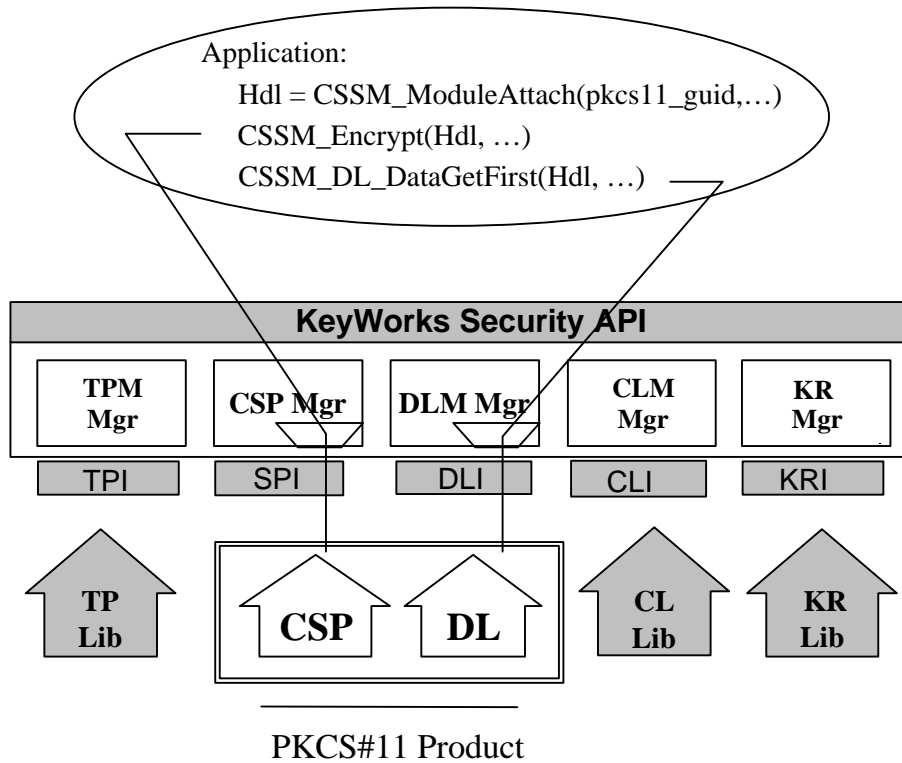 Application:
Hdl = CSSM_ModuleAttach(pkcs11_guid,…)
CSSM_Encrypt(Hdl, …)
CSSM_DL_DataGetFirst(Hdl, …)
KeyWorks Security API
TPM
Mgr
CSP Mgr
DLM Mgr
CLM
Mgr
KR
Mgr
TPI
SPI
DLI
CLI
KRI
TP
Lib
CSP
DL
CL
Lib
KR
Lib
PKCS#11 Product